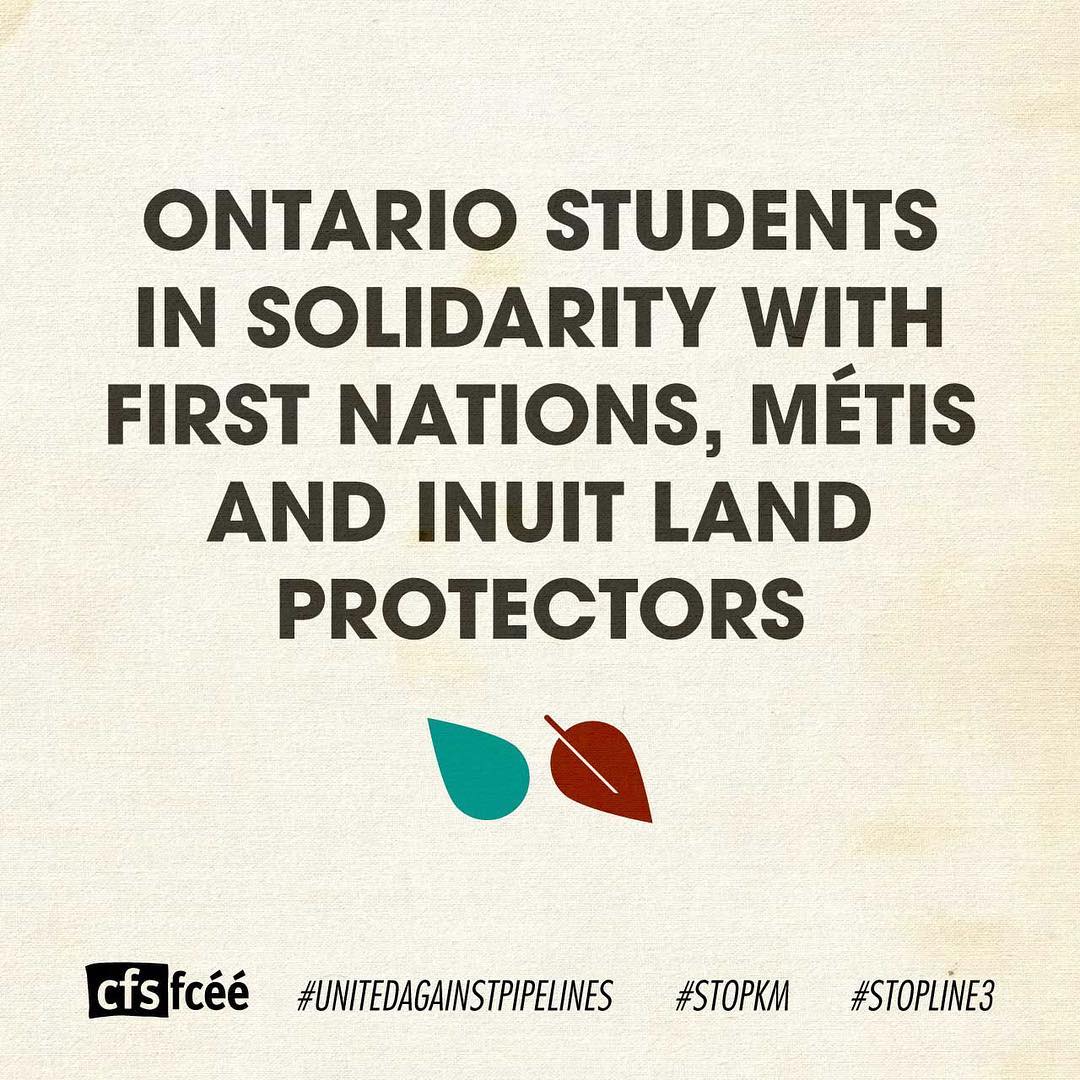 ONTARIO STUDENTS
IN SOLIDARITY WITH
FIRST NATIONS, MÉTIS
AND INUIT LAND
PROTECTORS
cfs fcéé #UNITEDAGAINSTPIPELINES #STOPKM #STOPLINE3